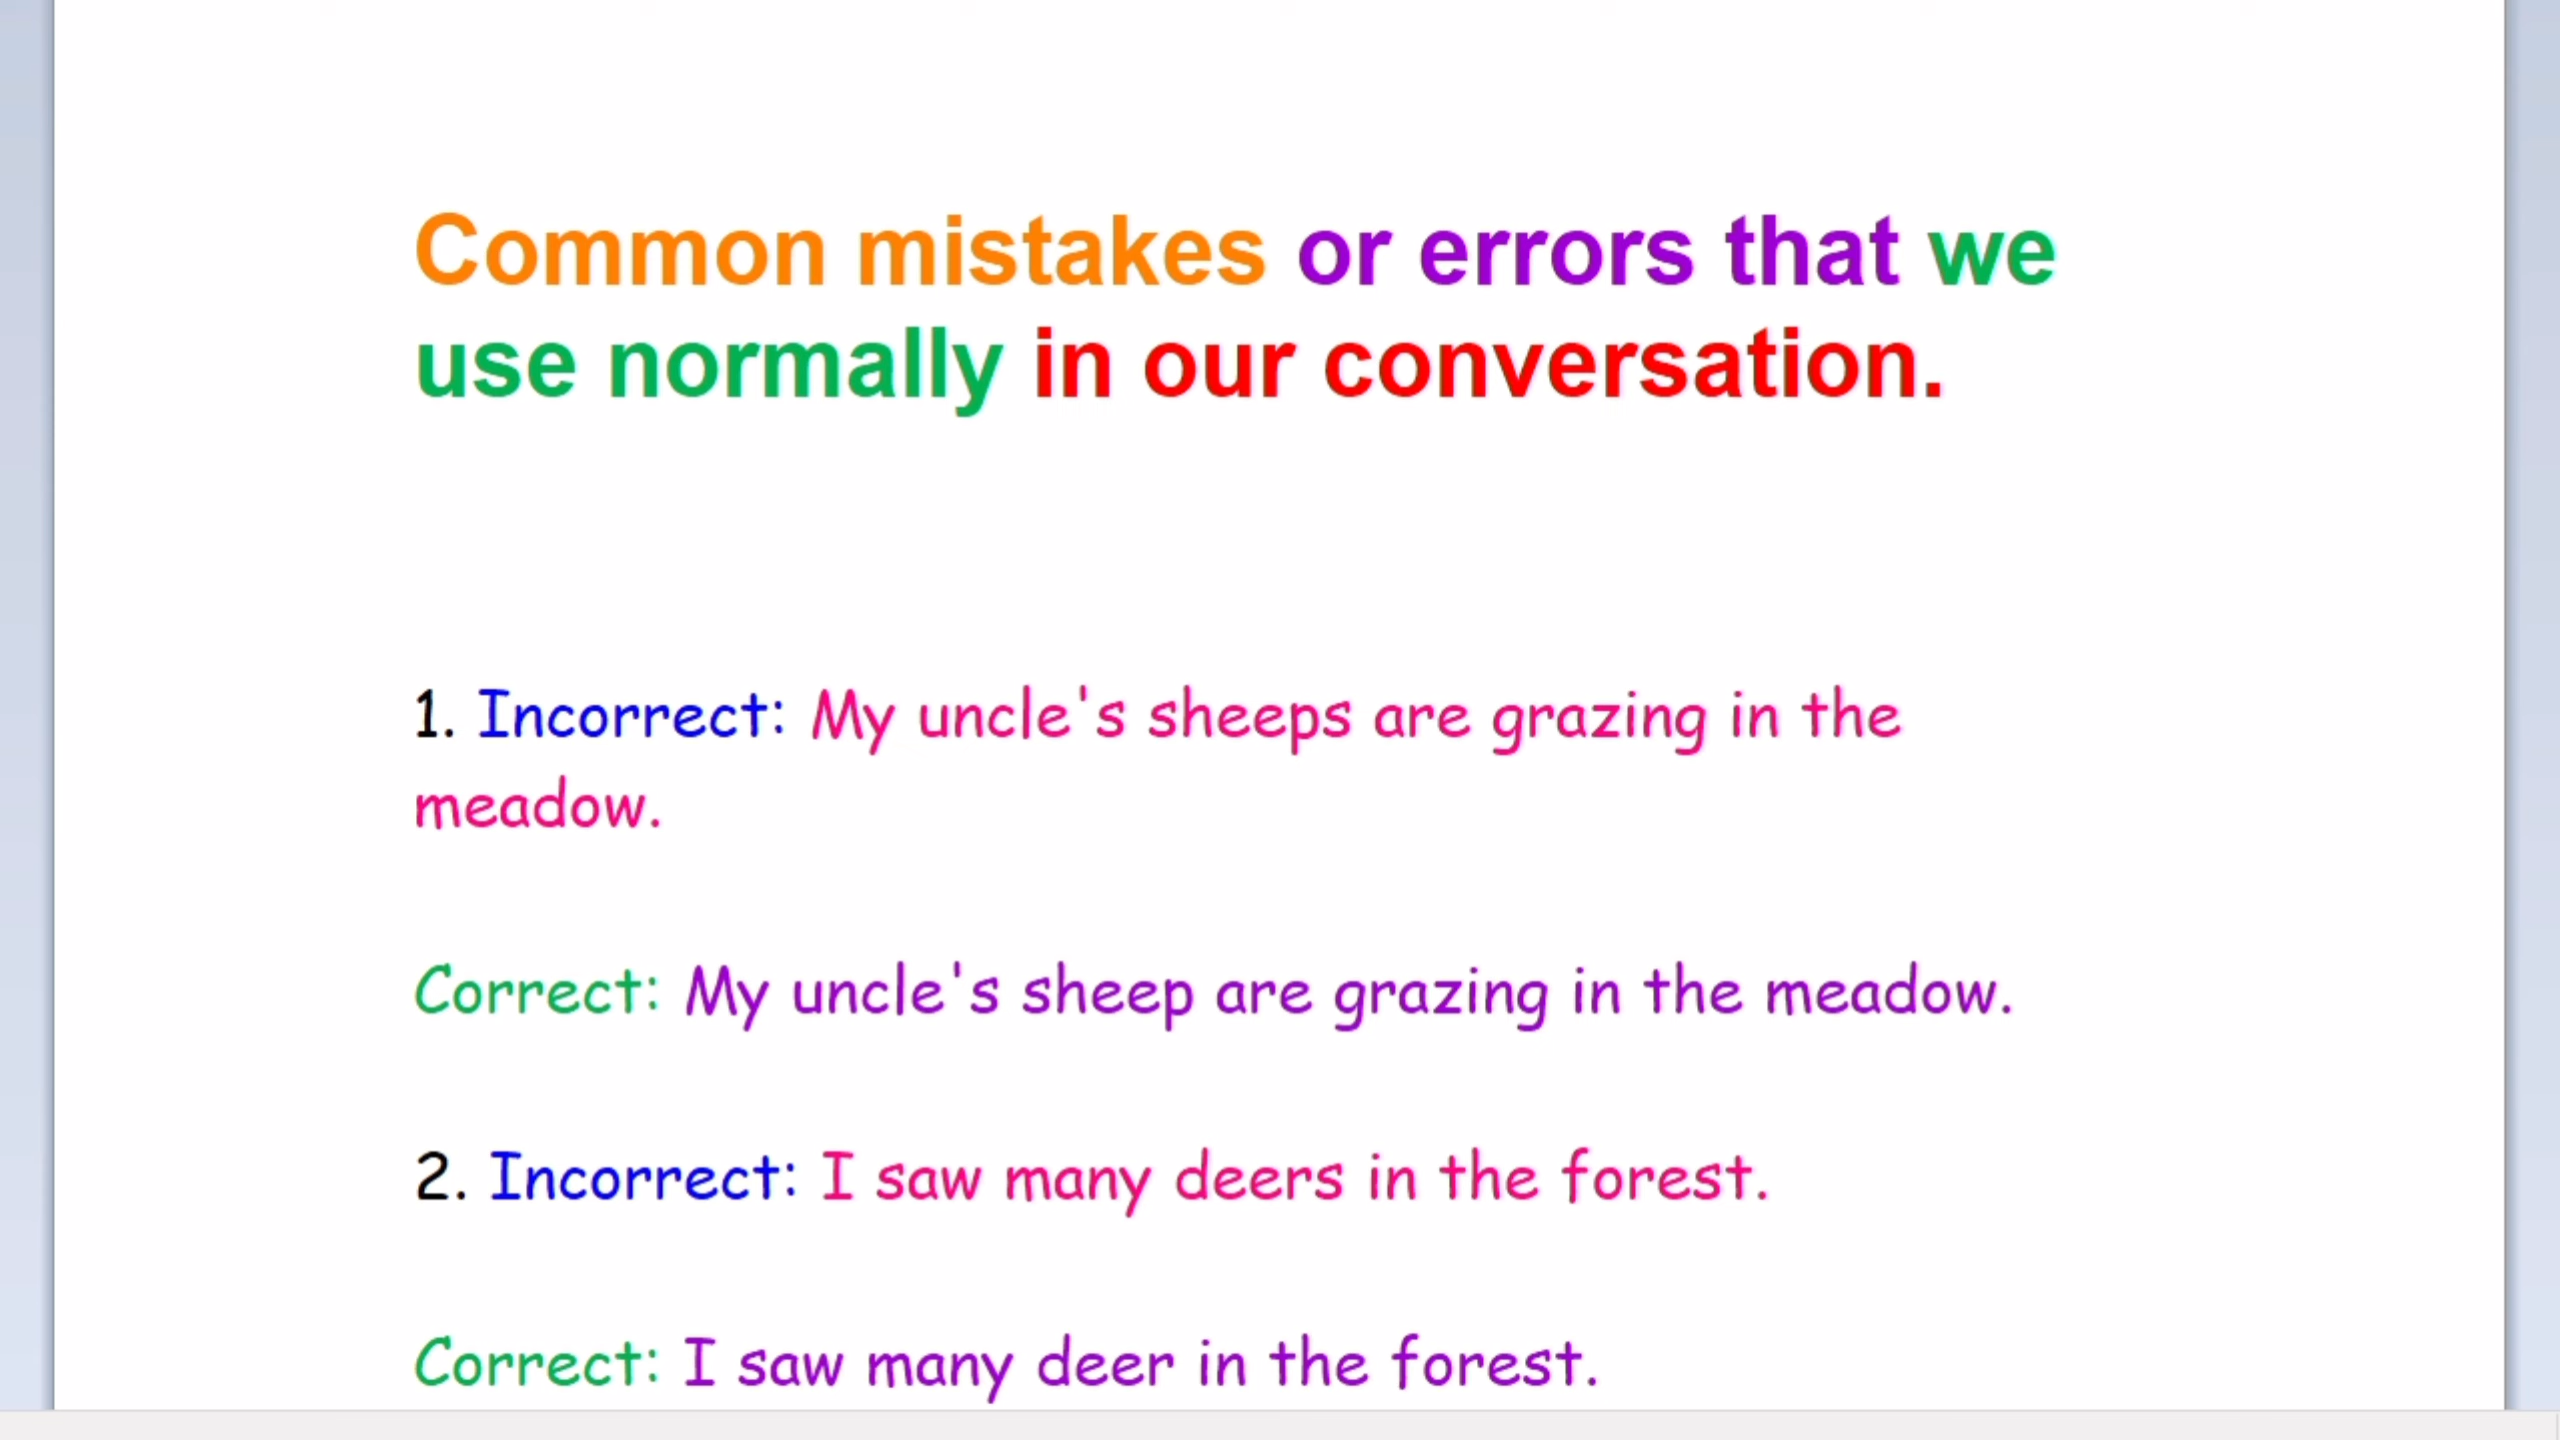 Common mistakes or errors that we
use normally in our conversation.
1. Incorrect: My uncle's sheeps are grazing in the
meadow.
Correct: My uncle's sheep are grazing in the meadow.
2. Incorrect: I saw many deers in the forest.
Correct: I saw many deer in the forest.